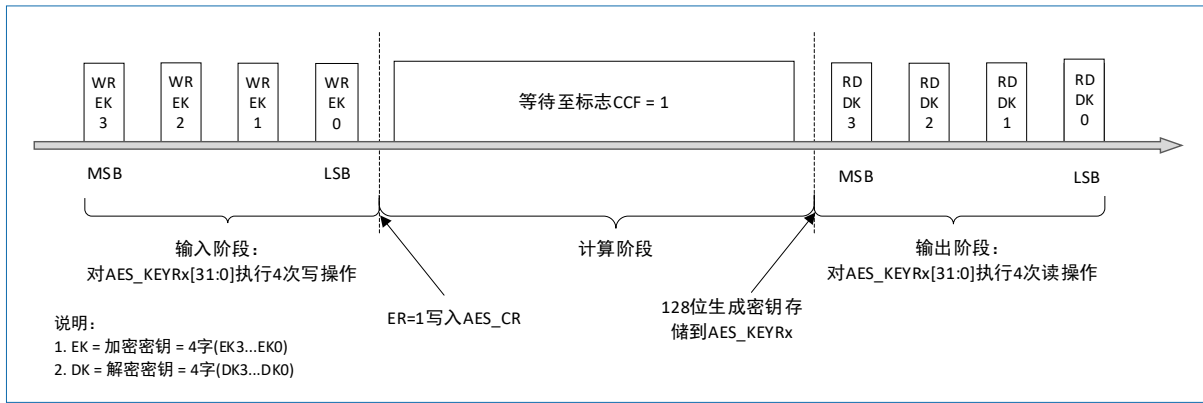 WR EK 3
WR EK 2
WR EK 1
WR EK 0
等待至标志CCF = 1
RD DK 3
RD DK 2
RD DK 1
RD DK 0
MSB
LSB
MSB
LSB
输入阶段：
对AES_KEYRx[31:0]执行4次写操作
计算阶段
输出阶段：
对AES_KEYRx[31:0]执行4次读操作
ER=1写入AES_CR
128位生成密钥存
储到AES_KEYRx
说明：
1. EK = 加密密钥 = 4字(EK3...EK0)
2. DK = 解密密钥 = 4字(DK3...DK0)